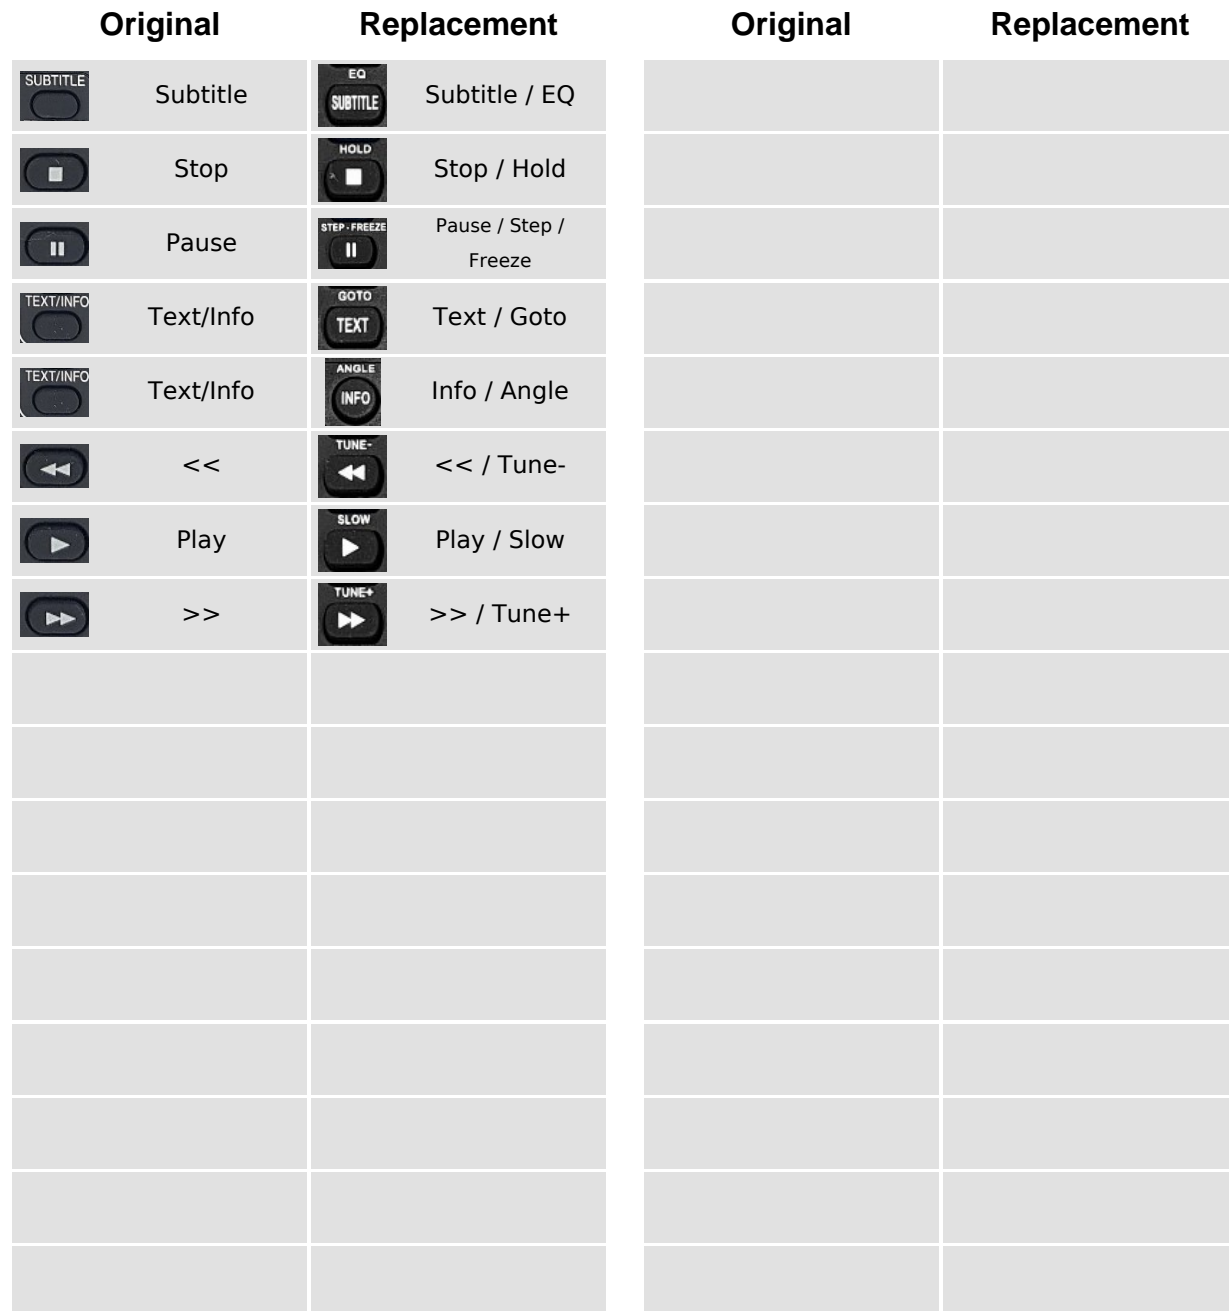 Original Replacement Original Replacement
SUBTITLE Subtitle EQ SUBTITLE Subtitle / EQ
Stop HOLD Stop / Hold
Pause STEP-FREEZE Pause / Step /
Freeze
TEXT/INFO Text/Info GOTO TEXT Text / Goto
TEXT/INFO Text/Info ANGLE INFO Info / Angle
<< TUNE- << / Tune-
Play SLOW Play / Slow
>> TUNE+ >> / Tune+